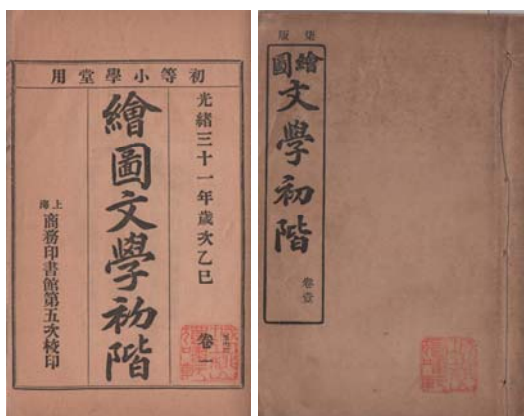 初等小學堂用
光緒三十一年歲次乙巳
繪圖文學初階
卷一
上海
商務印書館第五次校印
柒版
繪圖
文學初階
卷壹